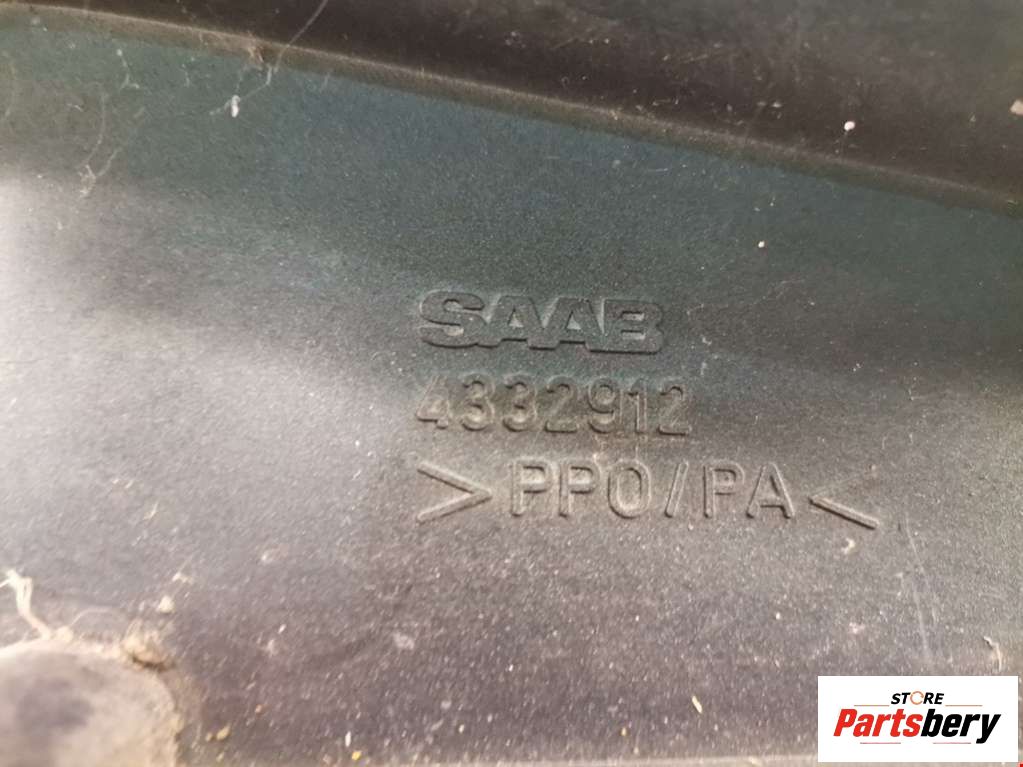 SAAB
4332912
>PPO/PA<
STORE
Partsbery